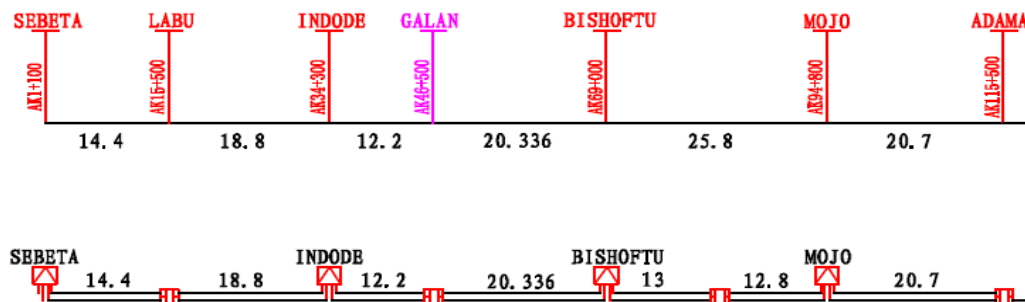 SEBETA LABU INDODE GALAN BISHOFTU MOJO ADAMA
AK1+100 AK15+500 AK34+300 AK46+500 AK69+000 AK94+800 AK115+500
14.4 18.8 12.2 20.336 25.8 20.7
SEBETA INDODE BISHOFTU MOJO
14.4 18.8 12.2 20.336 13 12.8 20.7